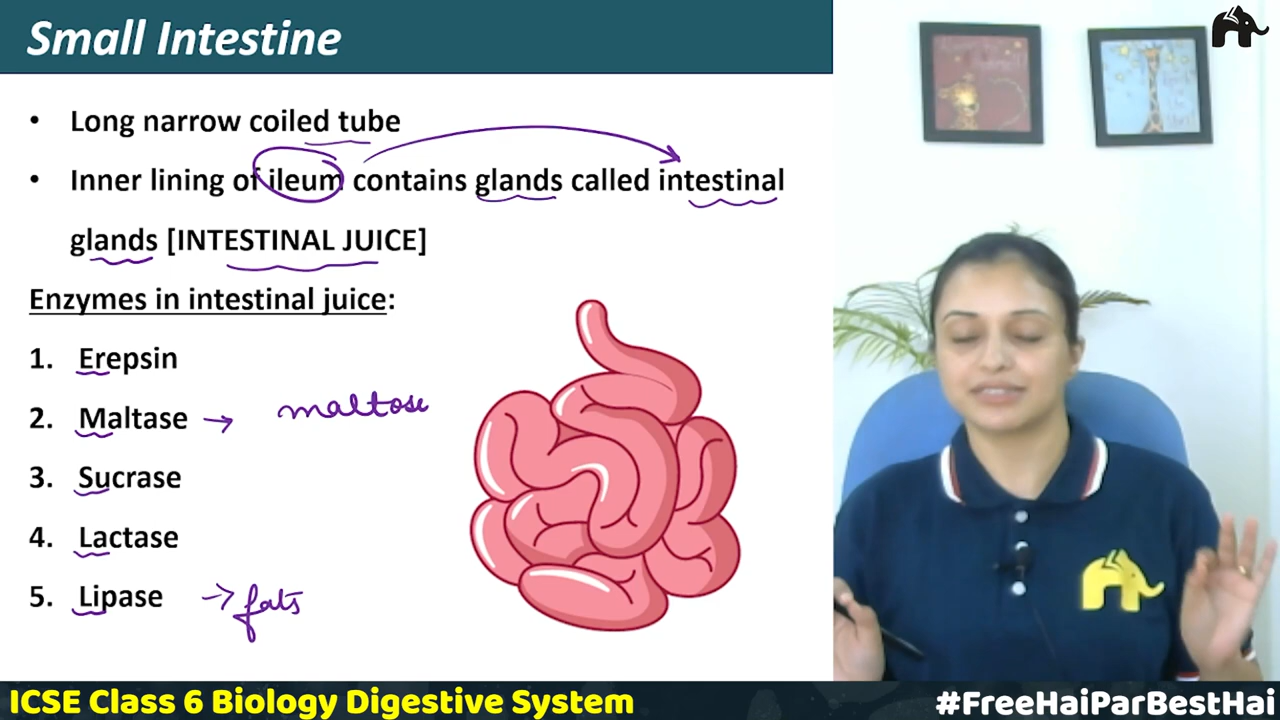 Small Intestine
• Long narrow coiled tube
• Inner lining of ileum contains glands called intestinal
glands [INTESTINAL JUICE]
Enzymes in intestinal juice:
1. Erepsin
2. Maltase → maltose
3. Sucrase
4. Lactase
5. Lipase → fats
ICSE Class 6 Biology Digestive System
#FreeHaiParBestHai